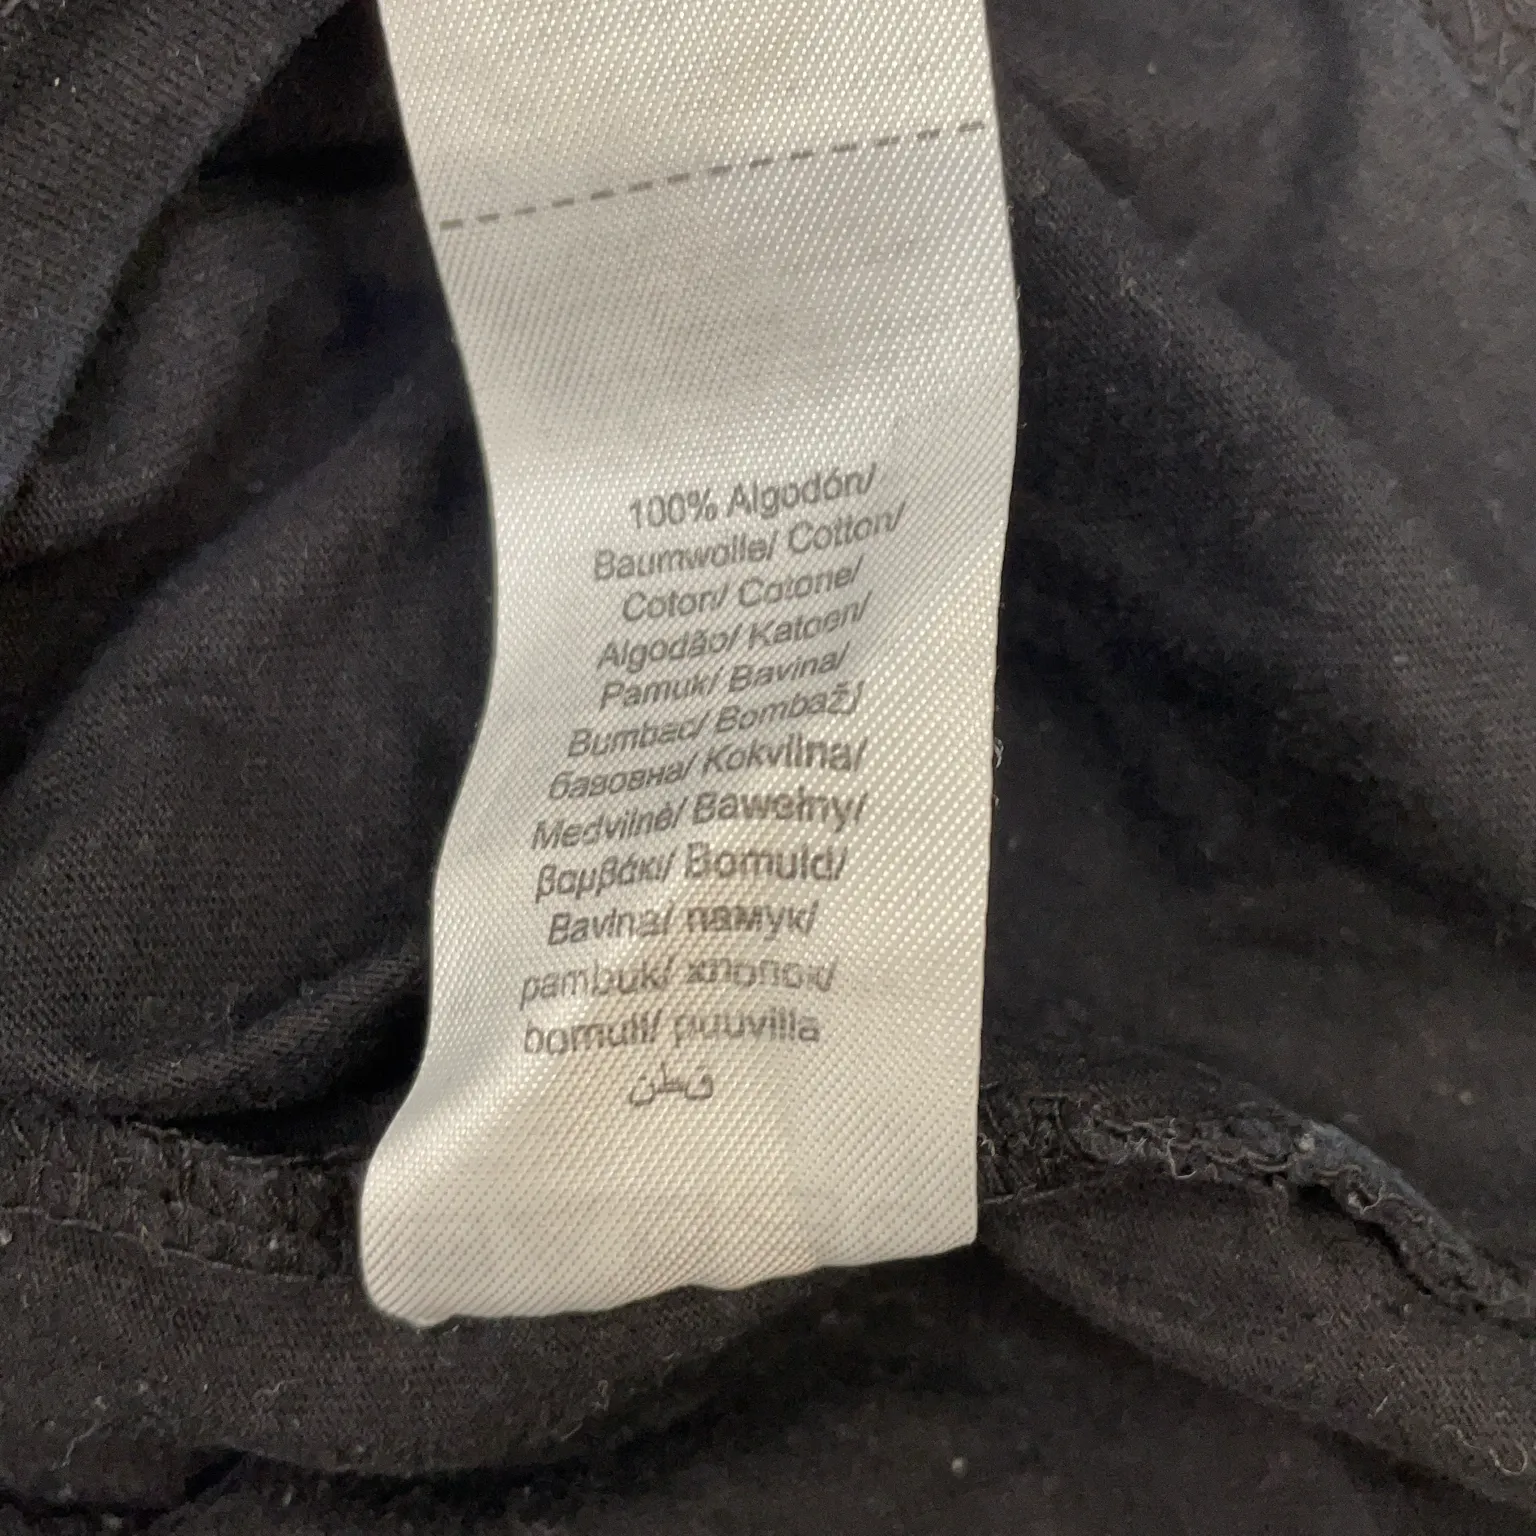 100% Algodón/
Baumwolle/ Cotton/
Coton/ Cotone/
Algodão/ Katoen/
Pamuk/ Bavina/
Bumbac/ Bombaž/
бавовна/ Kokvilna/
Medvilnė/ Bawełny/
βαμβάκι/ Bomuld/
Bavlna/ памук/
pambuk/ хлопок/
bomull/ puuvilla
قطن